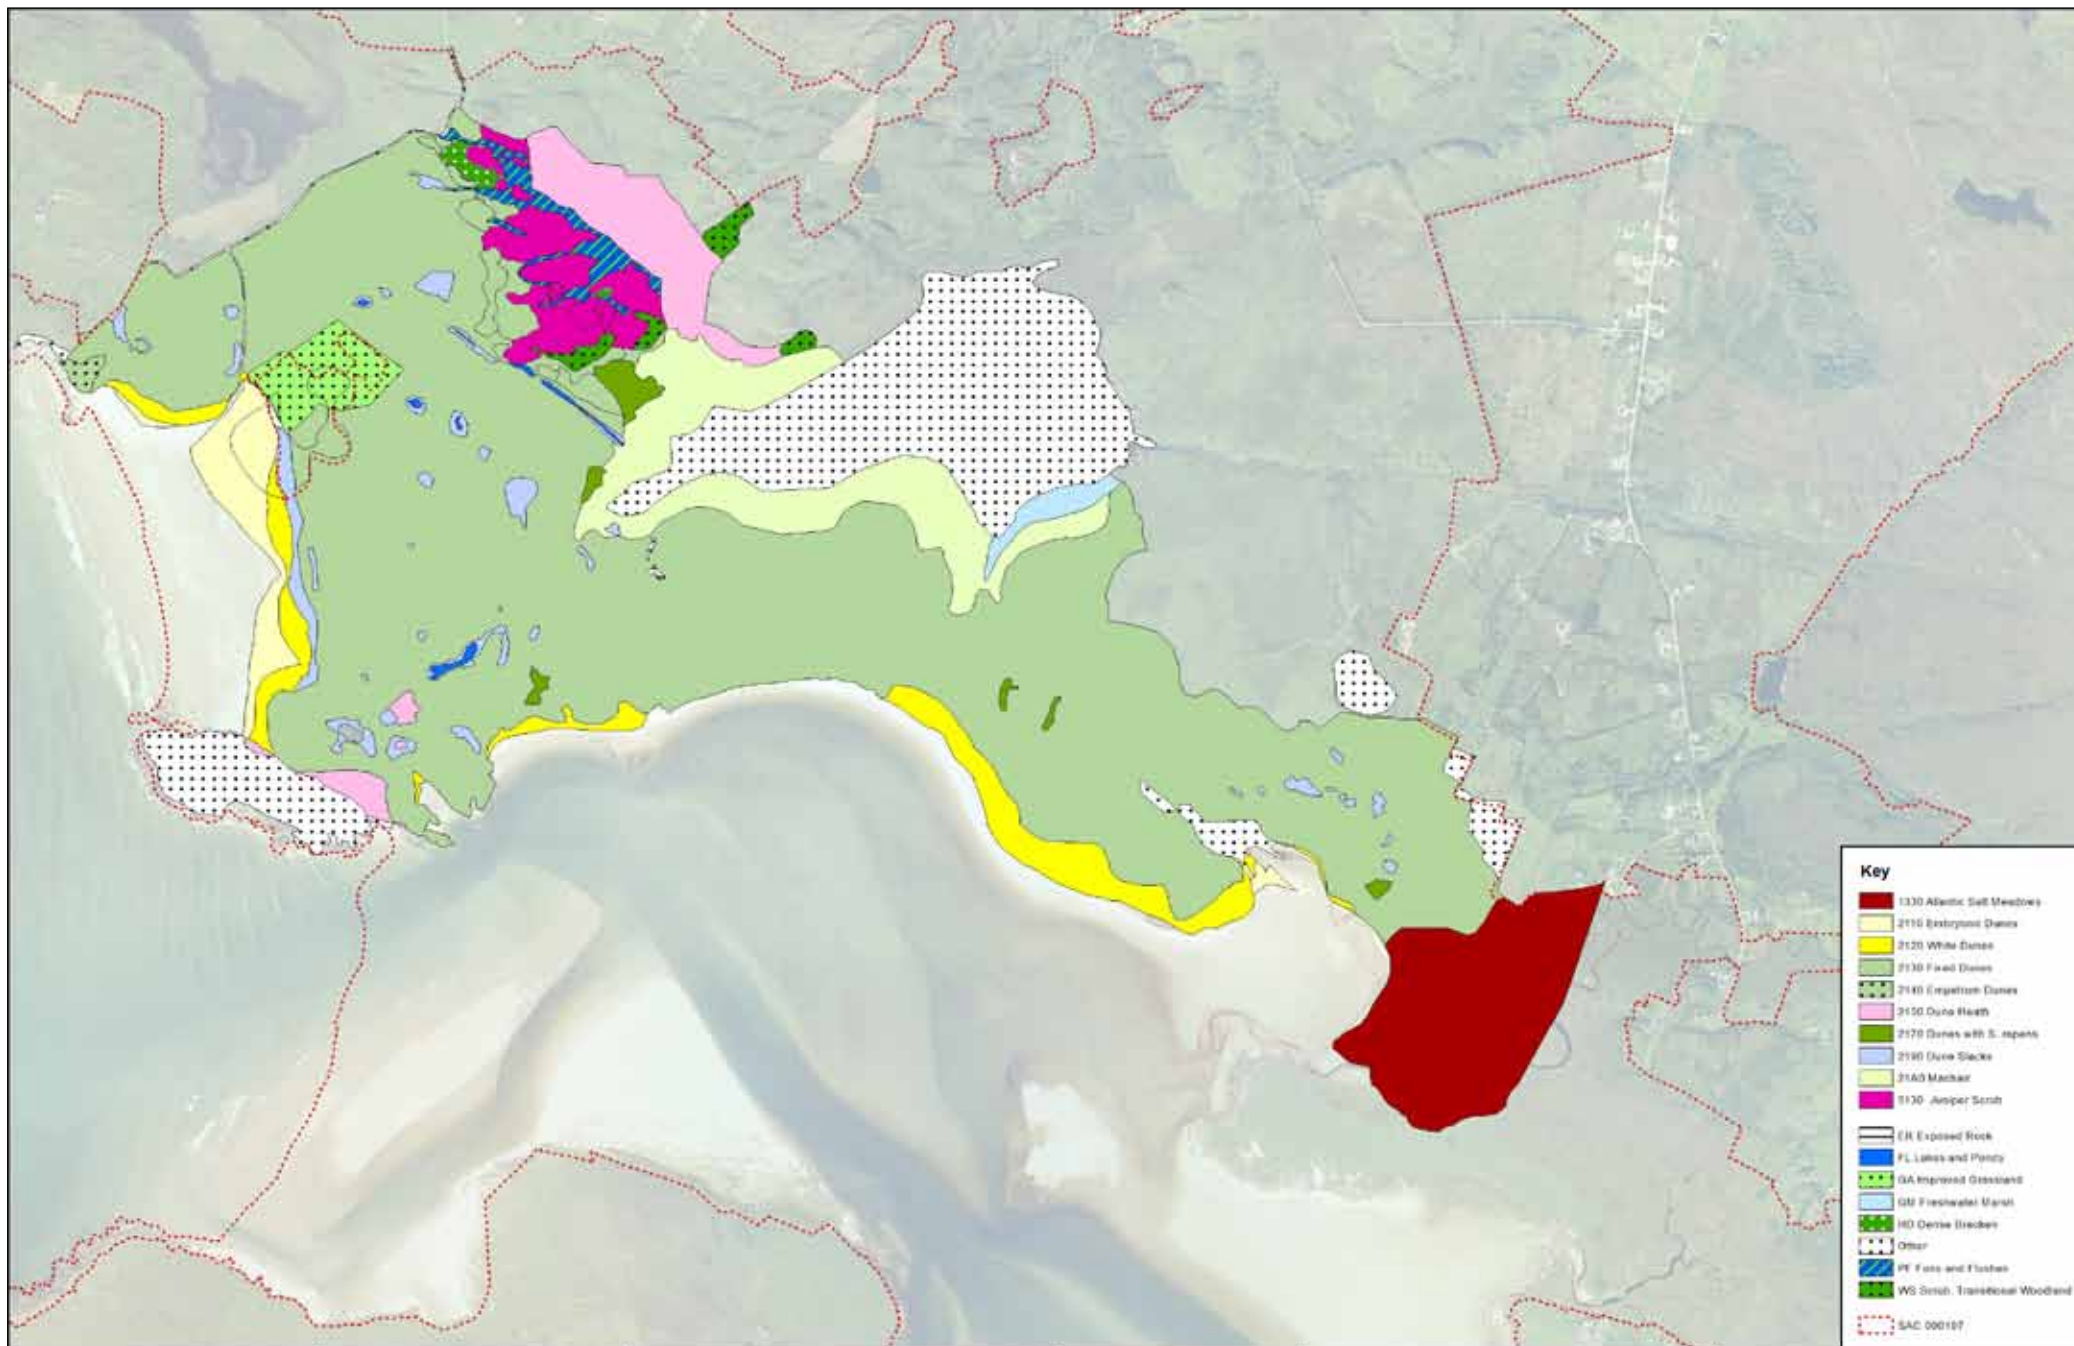 Key
1330 Atlantic Salt Meadows
2110 Embryonic Dunes
2120 White Dunes
2130 Fixed Dunes
2140 Empetrum Dunes
2150 Dune Heath
2170 Dunes with S. repens
2190 Dune Slacks
21A0 Machair
5130 Juniper Scrub
ER Exposed Rock
FL Lakes and Ponds
GA Improved Grassland
GM Freshwater Marsh
HD Dense Bracken
Other
PF Fens and Flushes
WS Scrub, Transitional Woodland
SAC 000197